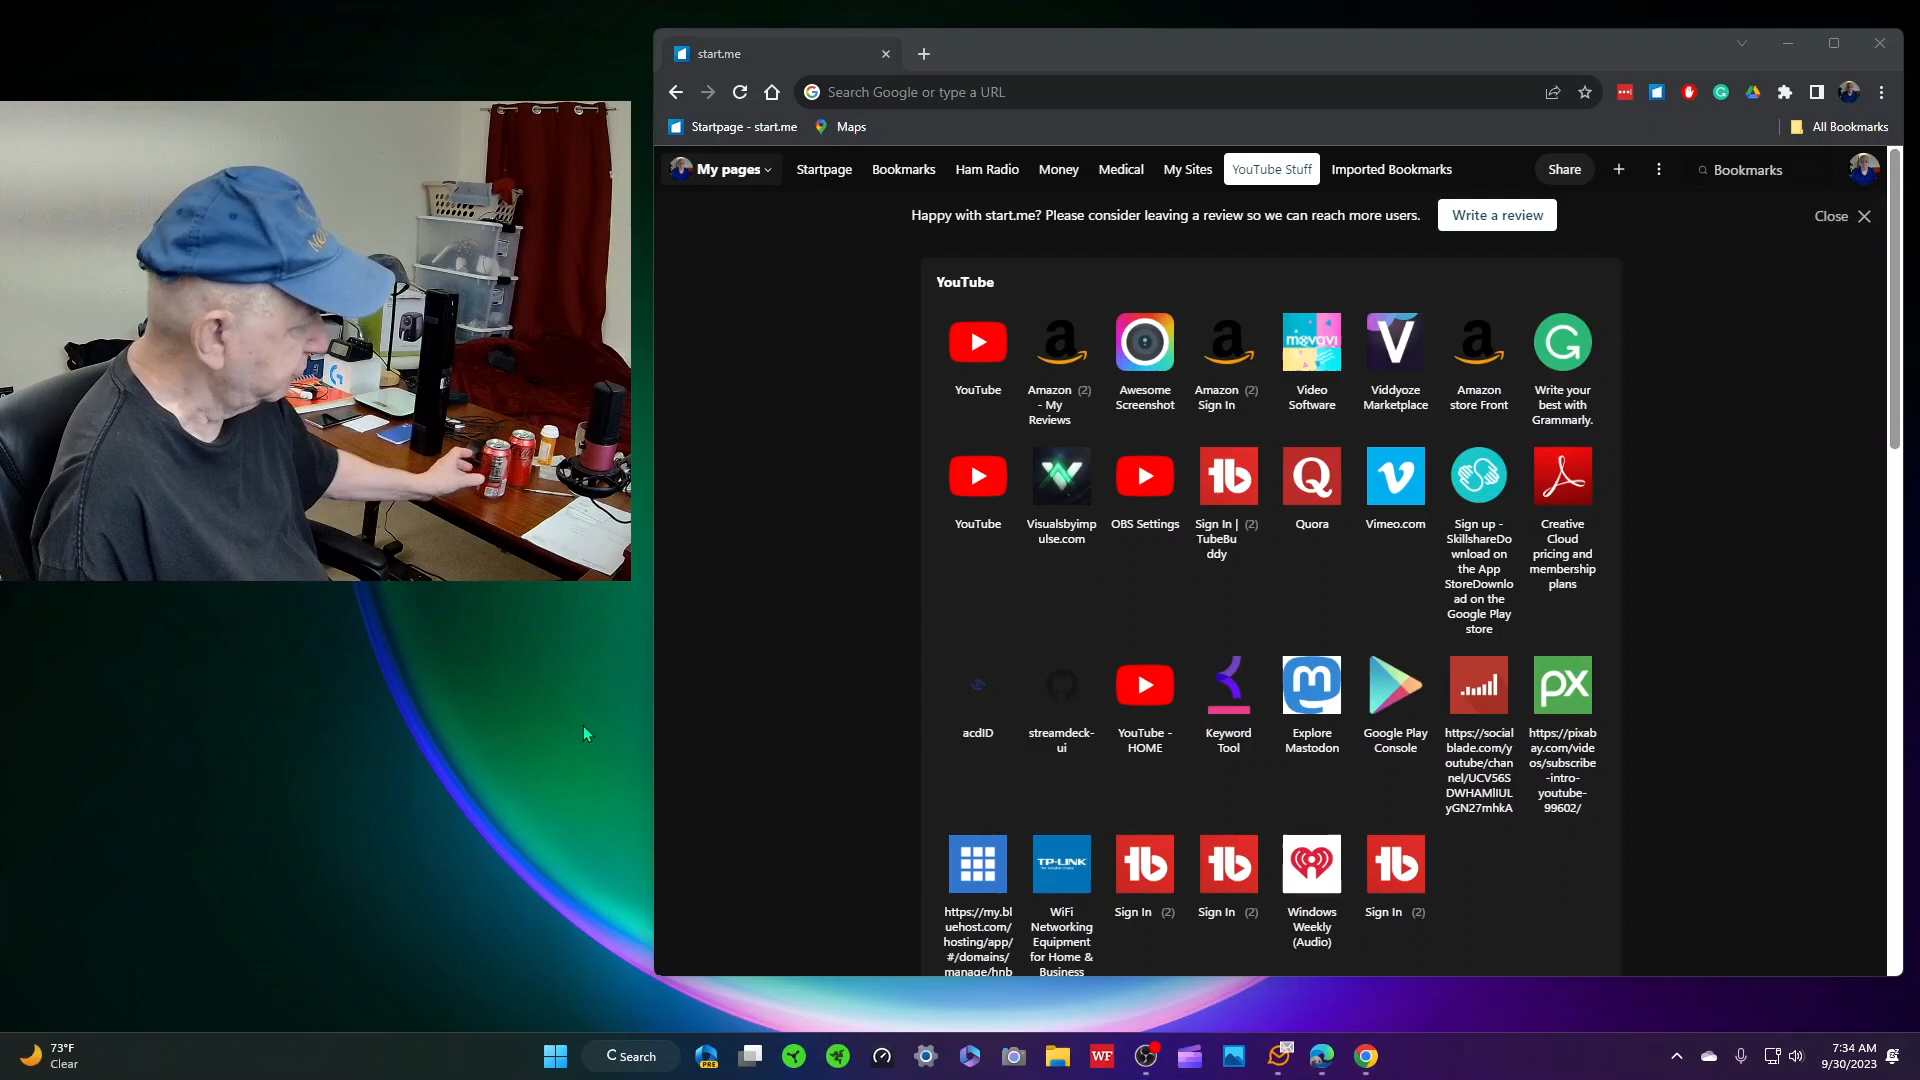 start.me
Search Google or type a URL
Startpage - start.me
Maps
All Bookmarks
My pages
Startpage
Bookmarks
Ham Radio
Money
Medical
My Sites
YouTube Stuff
Imported Bookmarks
Share
Bookmarks
Happy with start.me? Please consider leaving a review so we can reach more users.
Write a review
Close
YouTube
YouTube
Amazon (2)
- My
Reviews
Awesome
Screenshot
Amazon (2)
Sign In
movavi
Video
Software
Viddyoze
Marketplace
Amazon
store Front
Write your
best with
Grammarly.
YouTube
Visualsbyimp
ulse.com
OBS Settings
Sign In | (2)
TubeBu
ddy
Quora
Vimeo.com
Sign up -
SkillshareDo
wnload on
the App
StoreDownlo
ad on the
Google Play
store
Creative
Cloud
pricing and
membership
plans
acdID
streamdeck-
ui
YouTube -
HOME
Keyword
Tool
Explore
Mastodon
Google Play
Console
https://social
blade.com/y
outube/chan
nel/UCV56S
DWHAMlIUL
yGN27mhkA
px
https://pixab
ay.com/vide
os/subscribe
-intro-
youtube-
99602/
https://my.bl
uehost.com/
hosting/app/
#/domains/
manage/hnb
TP-LINK
WiFi
Networking
Equipment
for Home &
Business
Sign In (2)
Sign In (2)
Windows
Weekly
(Audio)
Sign In (2)
73°F
Clear
Search
PRE
WF
7:34 AM
9/30/2023